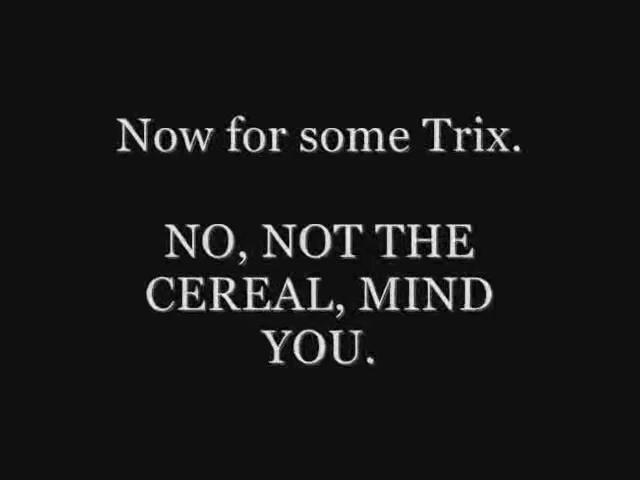 Now for some Trix.
NO, NOT THE
CEREAL, MIND
YOU.